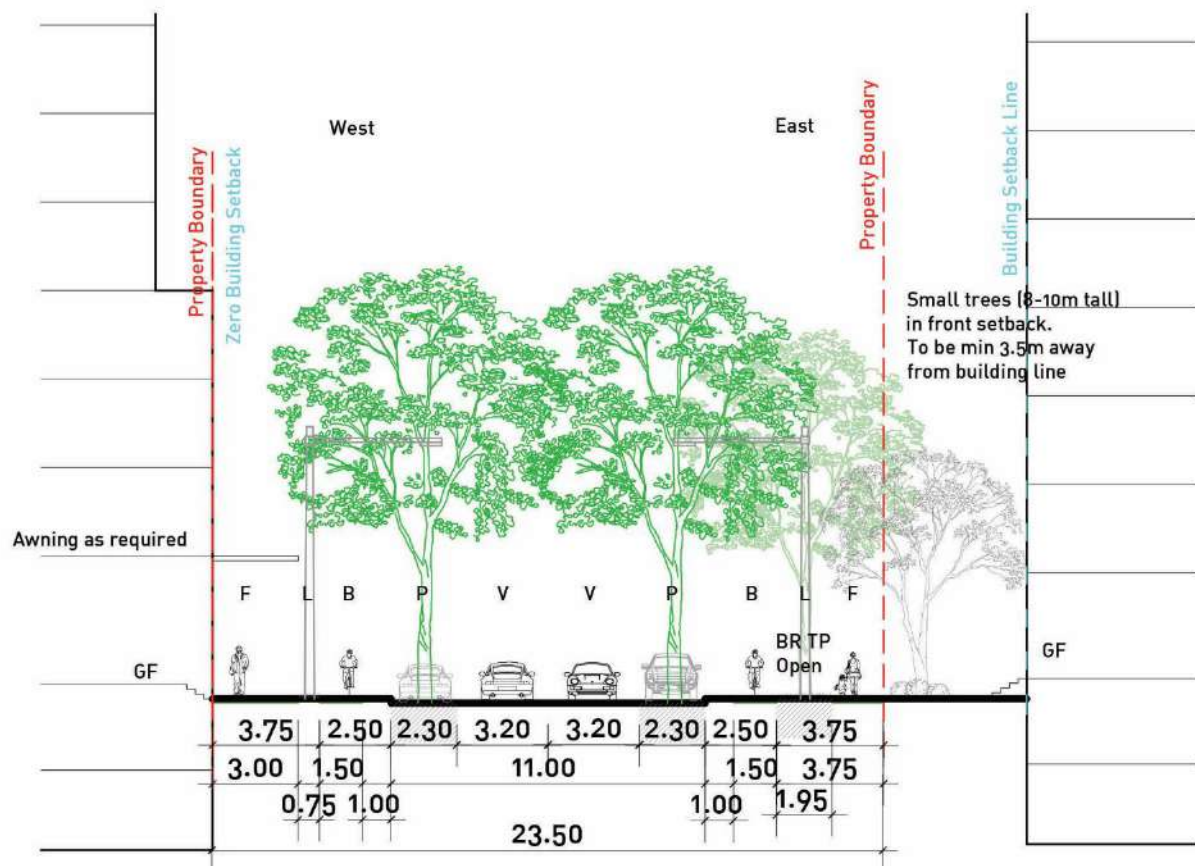 West
East
Property Boundary
Zero Building Setback
Property Boundary
Building Setback Line
Small trees (8-10m tall)
in front setback.
To be min 3.5m away
from building line
Awning as required
F L B P V V P B L F
BR TP
Open
GF
GF
3.75 2.50 2.30 3.20 3.20 2.30 2.50 3.75
3.00 1.50 11.00 1.50 3.75
0.75 1.00 1.00 1.95
23.50